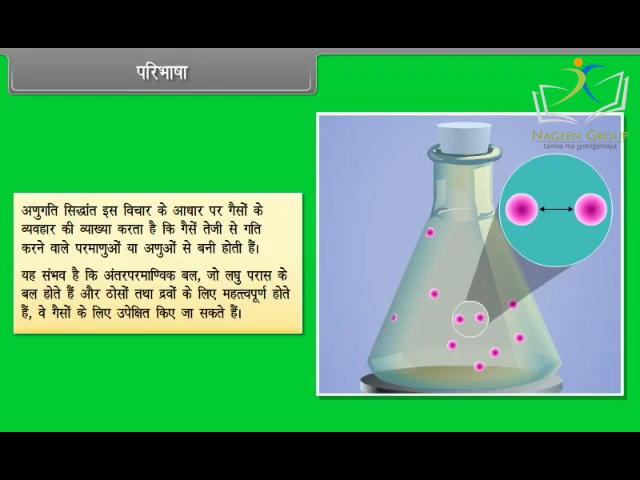 परिभाषा
NAGEEN GROUP
tamso ma jyotegamaya
अणुगति सिद्धांत इस विचार के आधार पर गैसों के
व्यवहार की व्याख्या करता है कि गैसें तेजी से गति
करने वाले परमाणुओं या अणुओं से बनी होती हैं।
यह संभव है कि अंतरपरमाण्विक बल, जो लघु परास के
बल होते हैं और ठोसों तथा द्रवों के लिए महत्त्वपूर्ण होते
हैं, वे गैसों के लिए उपेक्षित किए जा सकते हैं।